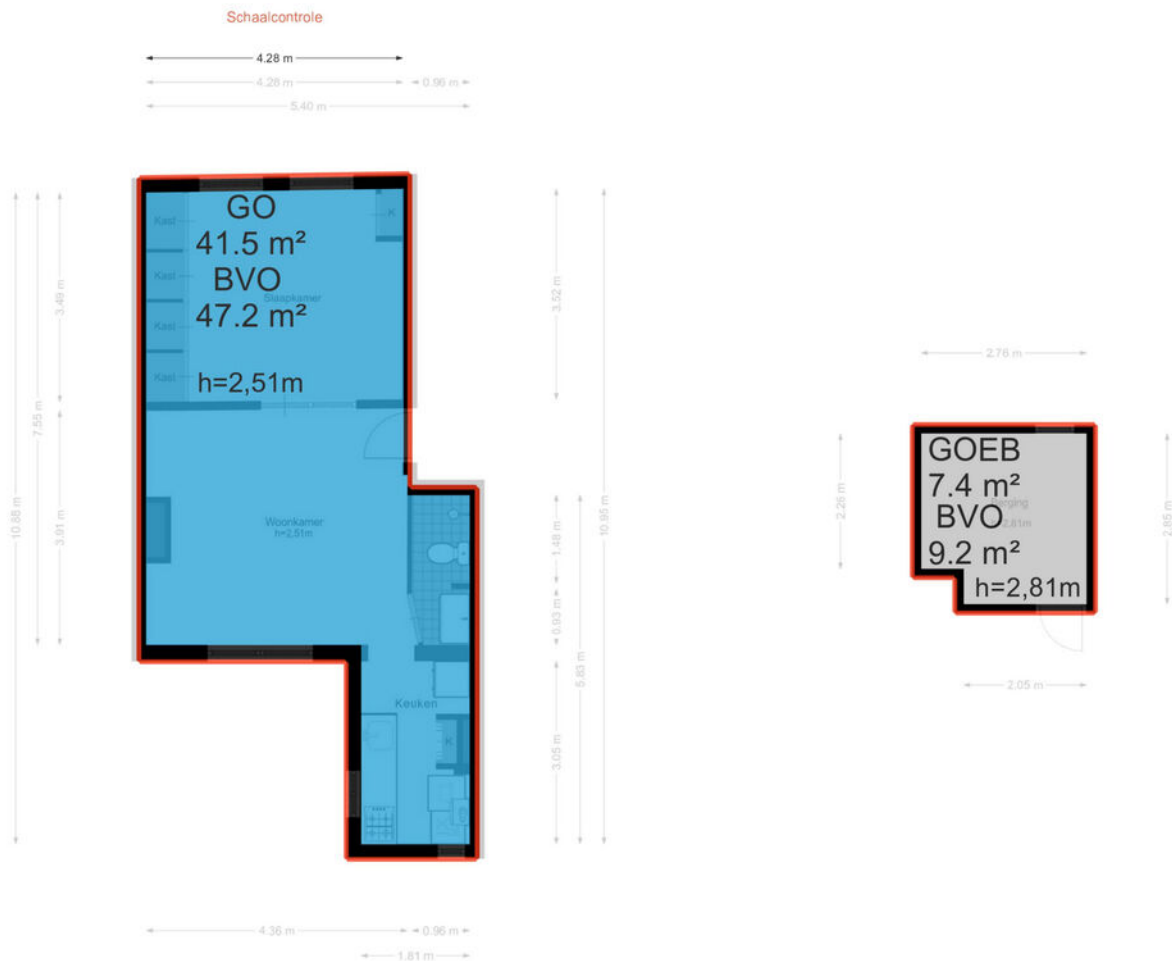 Schaalcontrole
4.28 m
4.28 m
0.96 m
5.40 m
GO
41.5 m²
BVO
47.2 m²
h=2,51m
Kast
Kast
Kast
Kast
K
Slaapkamer
Woonkamer
h=2,51m
Keuken
K
10.88 m
7.55 m
3.49 m
3.91 m
3.52 m
1.48 m
0.93 m
3.05 m
5.83 m
10.95 m
4.36 m
0.96 m
1.81 m
2.76 m
GOEB
7.4 m²
Berging
BVO
9.2 m²
h=2,81m
2.26 m
2.85 m
2.05 m